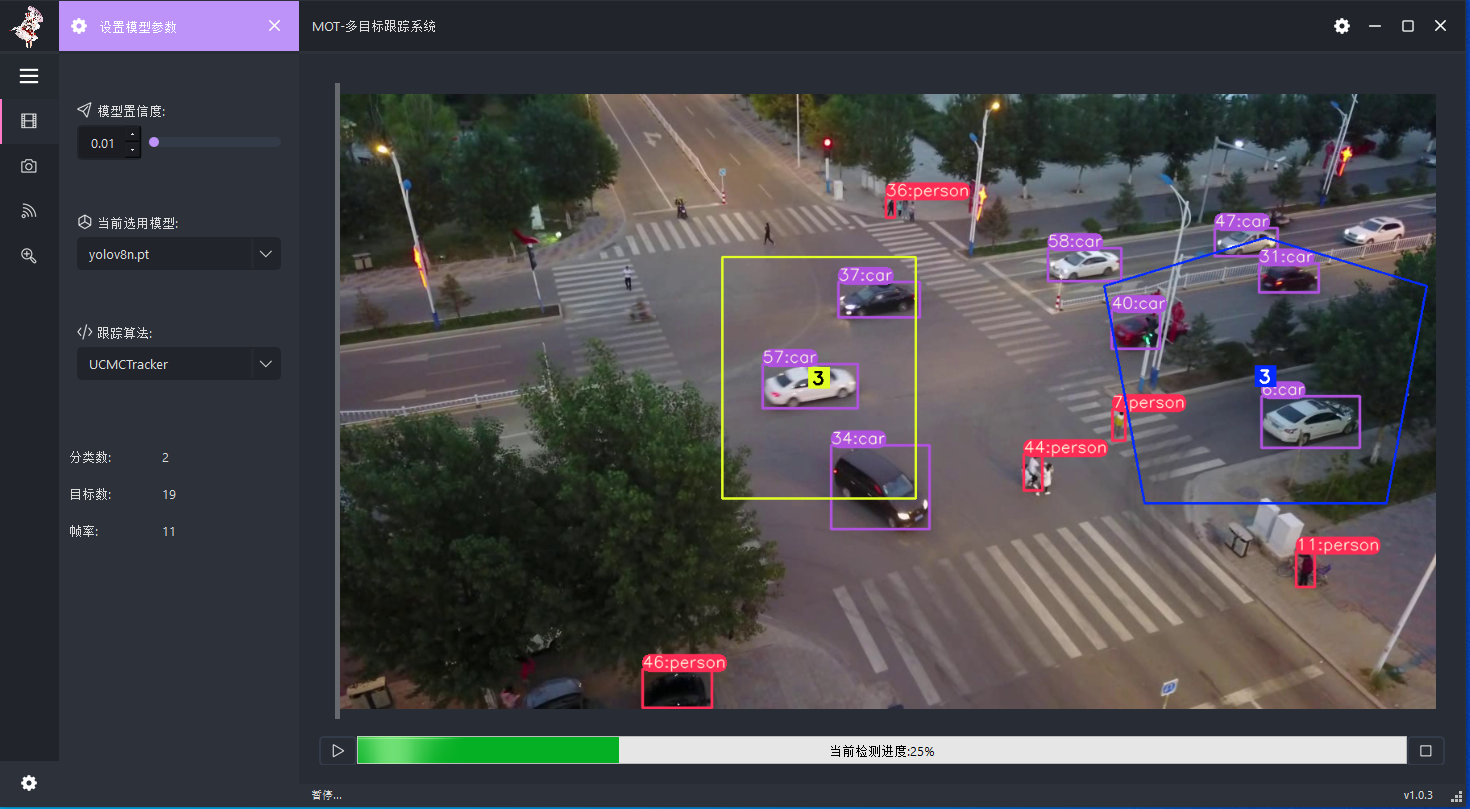 设置模型参数
MOT-多目标跟踪系统
模型置信度:
0.01
当前选用模型:
yolov8n.pt
跟踪算法:
UCMCTracker
分类数: 2
目标数: 19
帧率: 11
36:person
47:car
58:car
31:car
37:car
40:car
57:car
3
3
6:car
7:person
34:car
44:person
11:person
46:person
当前检测进度:25%
暂停...
v1.0.3